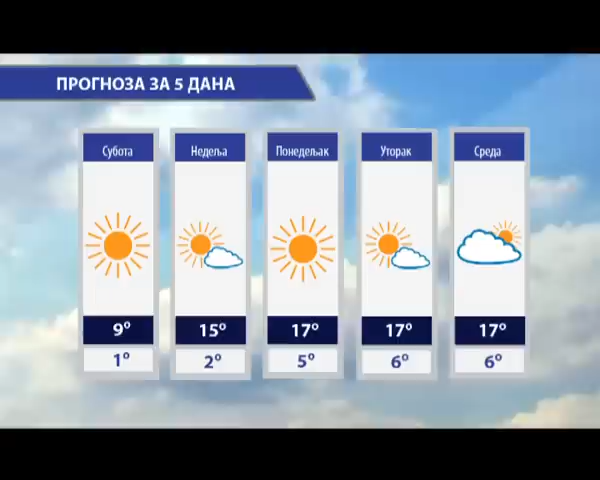 ПРОГНОЗА ЗА 5 ДАНА
Субота Недеља Понедељак Уторак Среда
9° 15° 17° 17° 17°
1° 2° 5° 6° 6°